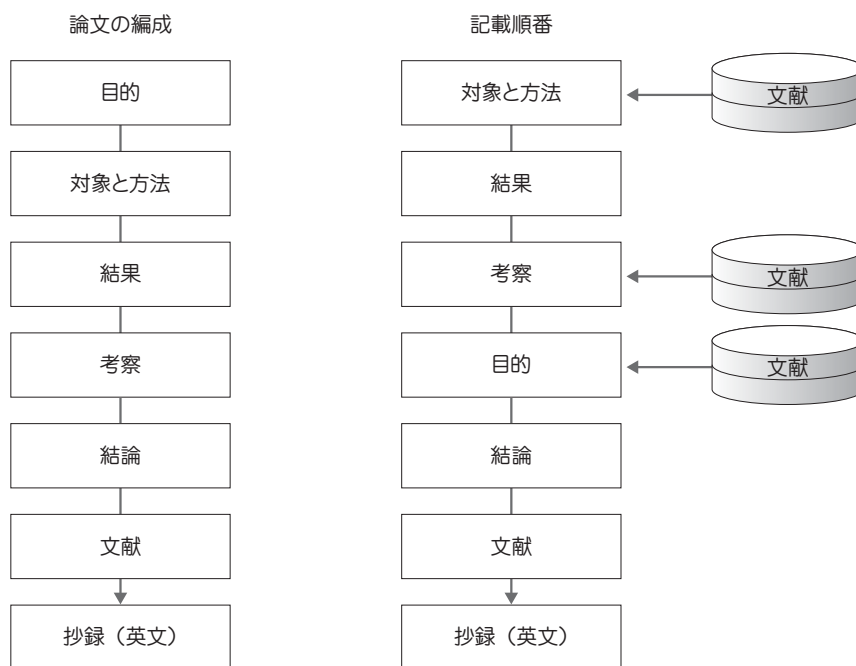 論文の編成
目的
対象と方法
結果
考察
結論
文献
抄録（英文）
記載順番
対象と方法
結果
考察
目的
結論
文献
抄録（英文）
文献
文献
文献